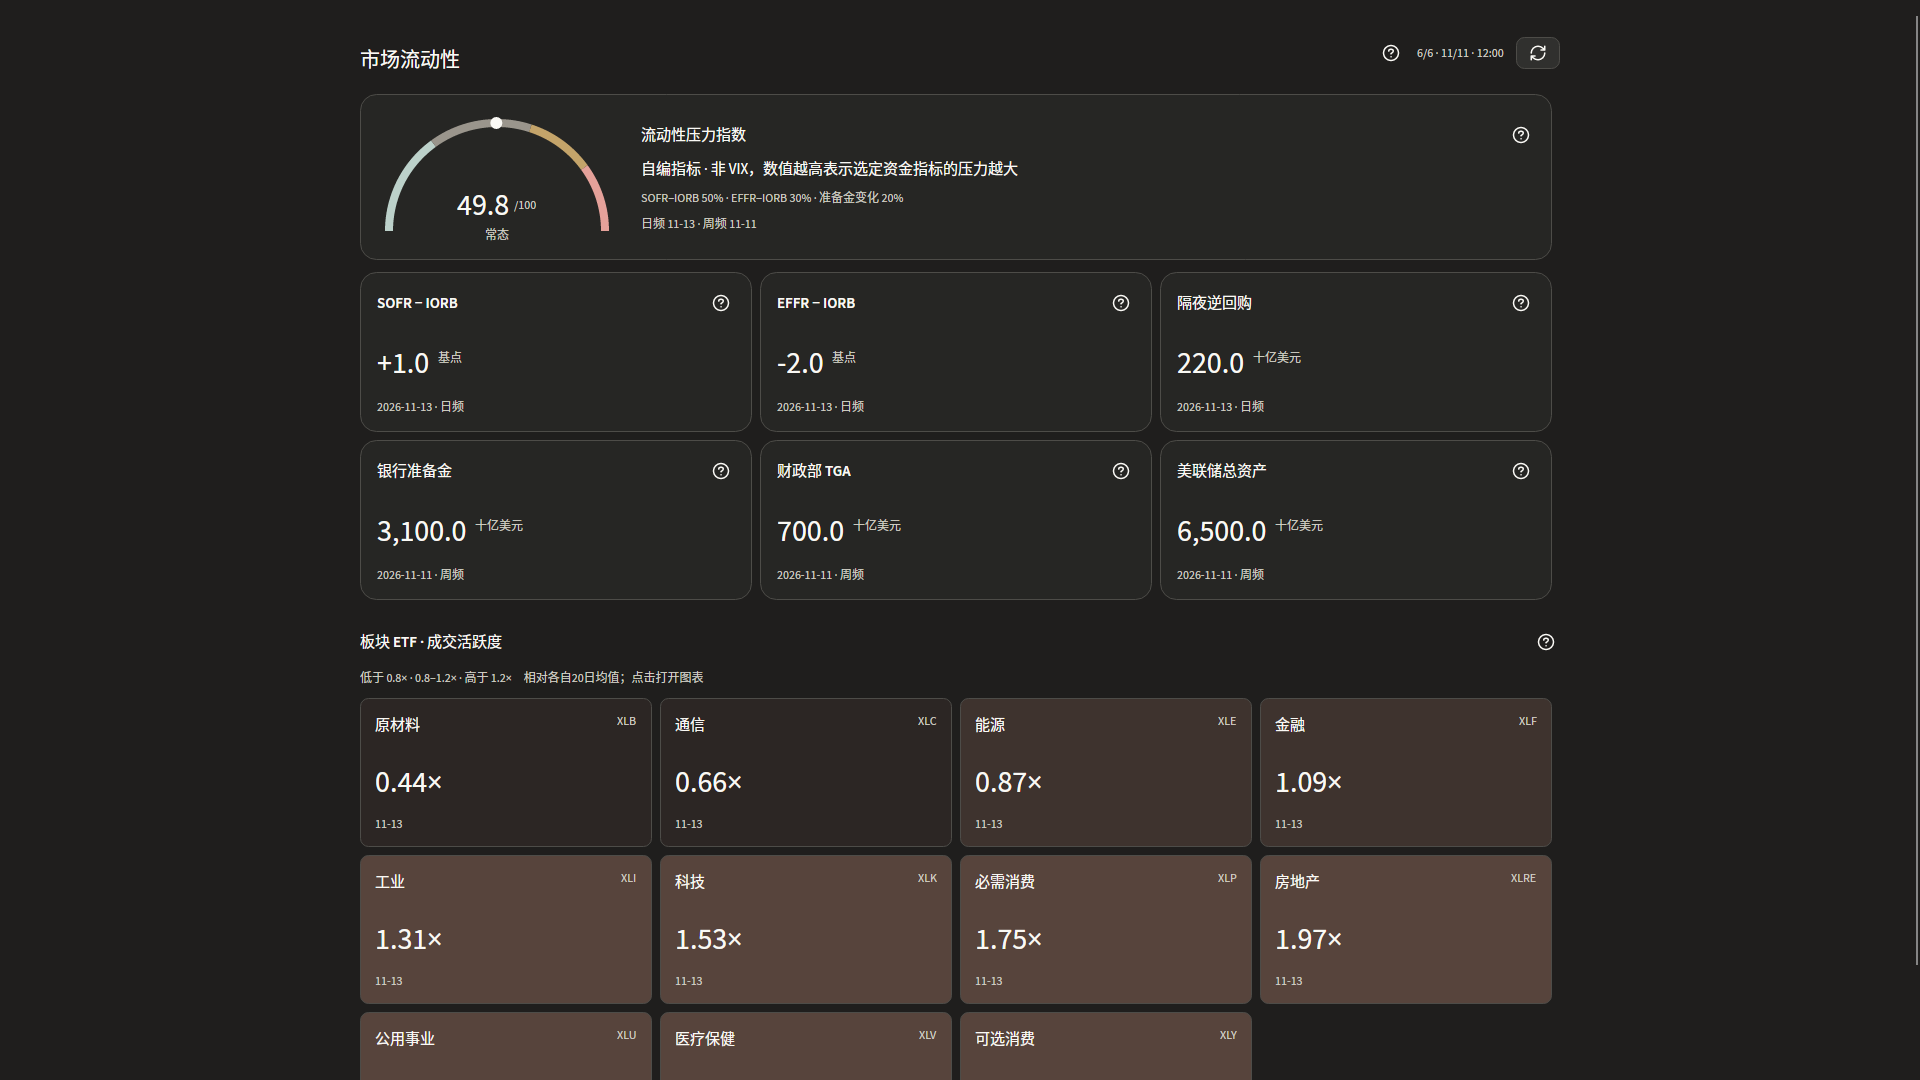 市场流动性
6/6 · 11/11 · 12:00
49.8 /100
常态
流动性压力指数
自编指标 · 非 VIX，数值越高表示选定资金指标的压力越大
SOFR–IORB 50% · EFFR–IORB 30% · 准备金变化 20%
日频 11-13 · 周频 11-11
SOFR – IORB
+1.0 基点
2026-11-13 · 日频
EFFR – IORB
-2.0 基点
2026-11-13 · 日频
隔夜逆回购
220.0 十亿美元
2026-11-13 · 日频
银行准备金
3,100.0 十亿美元
2026-11-11 · 周频
财政部 TGA
700.0 十亿美元
2026-11-11 · 周频
美联储总资产
6,500.0 十亿美元
2026-11-11 · 周频
板块 ETF · 成交活跃度
低于 0.8× · 0.8–1.2× · 高于 1.2× 相对各自20日均值；点击打开图表
原材料 XLB
0.44×
11-13
通信 XLC
0.66×
11-13
能源 XLE
0.87×
11-13
金融 XLF
1.09×
11-13
工业 XLI
1.31×
11-13
科技 XLK
1.53×
11-13
必需消费 XLP
1.75×
11-13
房地产 XLRE
1.97×
11-13
公用事业 XLU
医疗保健 XLV
可选消费 XLY